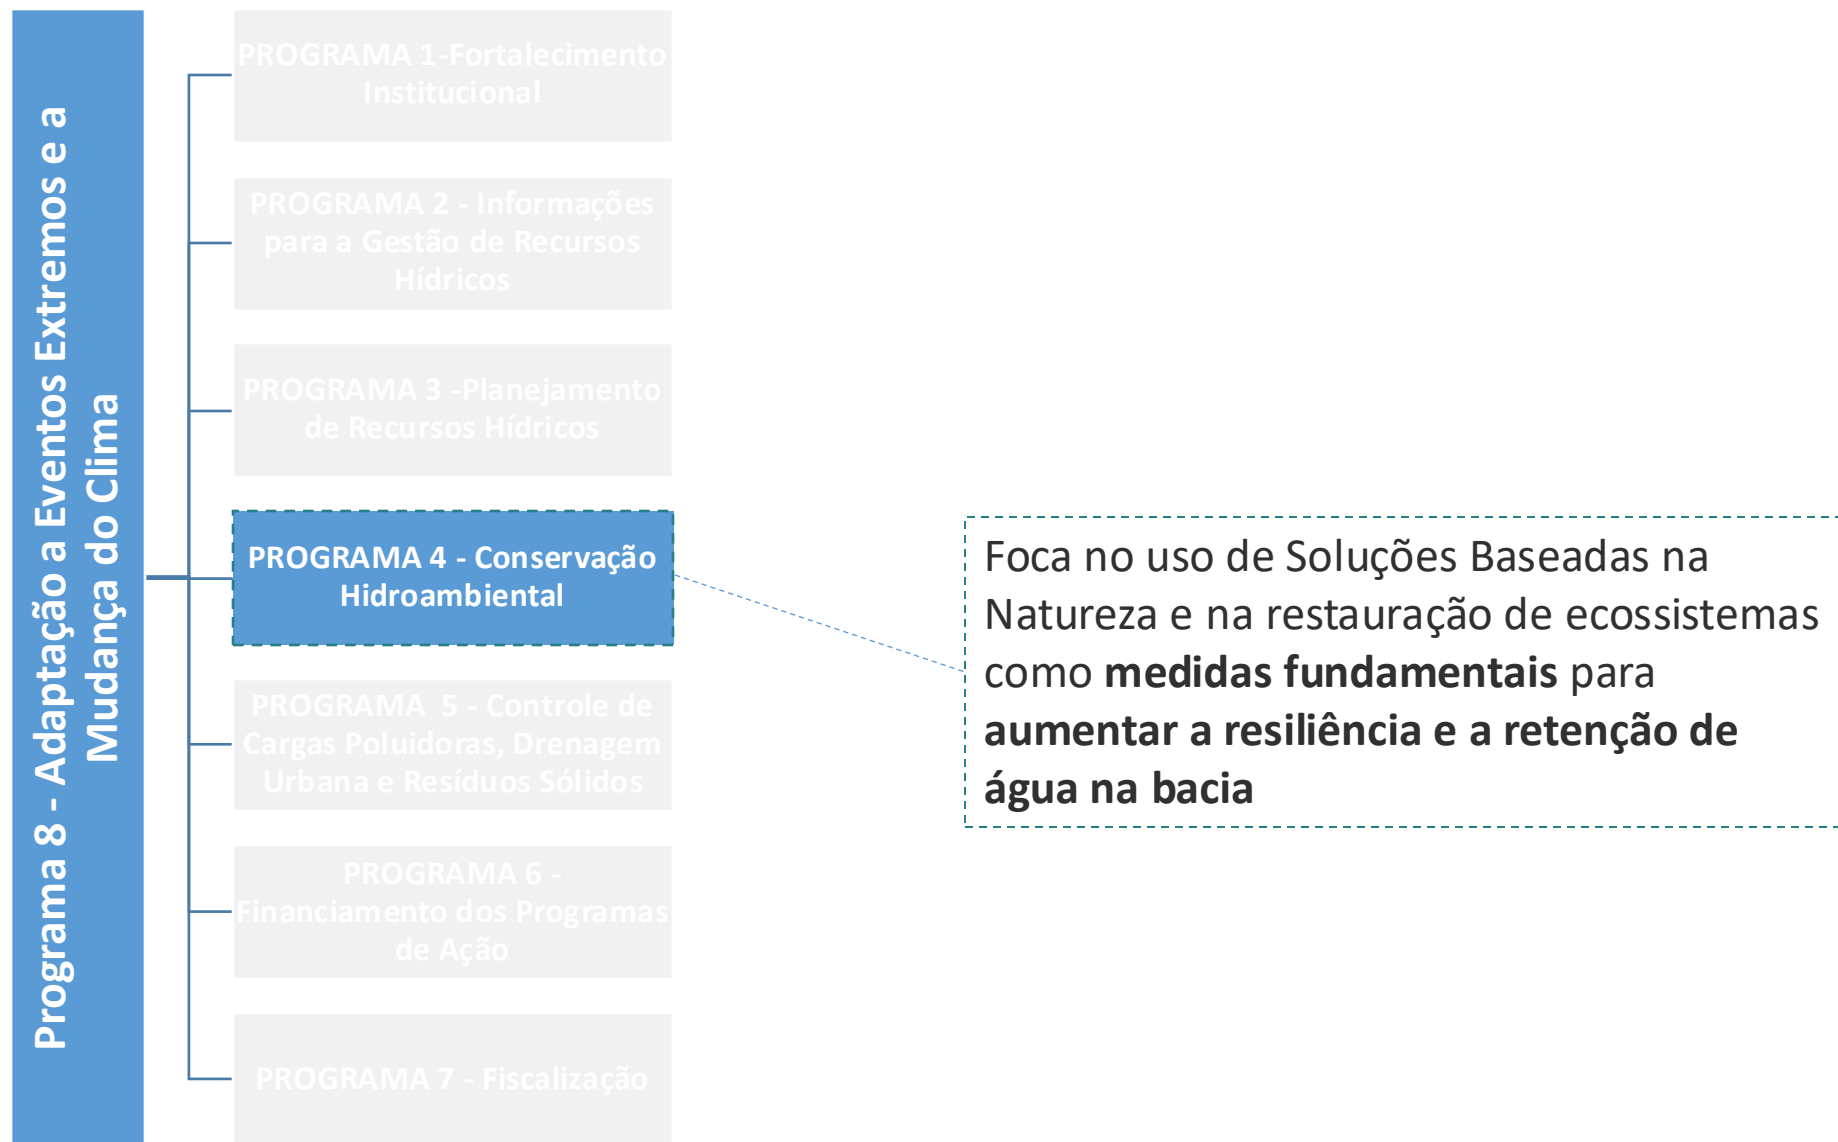 Programa 8 - Adaptação a Eventos Extremos e a
Mudança do Clima
PROGRAMA 1-Fortalecimento
Institucional
PROGRAMA 2 - Informações
para a Gestão de Recursos
Hídricos
PROGRAMA 3 -Planejamento
de Recursos Hídricos
PROGRAMA 4 - Conservação
Hidroambiental
PROGRAMA 5 - Controle de
Cargas Poluidoras, Drenagem
Urbana e Resíduos Sólidos
PROGRAMA 6 -
Financiamento dos Programas
de Ação
PROGRAMA 7 - Fiscalização
Foca no uso de Soluções Baseadas na
Natureza e na restauração de ecossistemas
como medidas fundamentais para
aumentar a resiliência e a retenção de
água na bacia